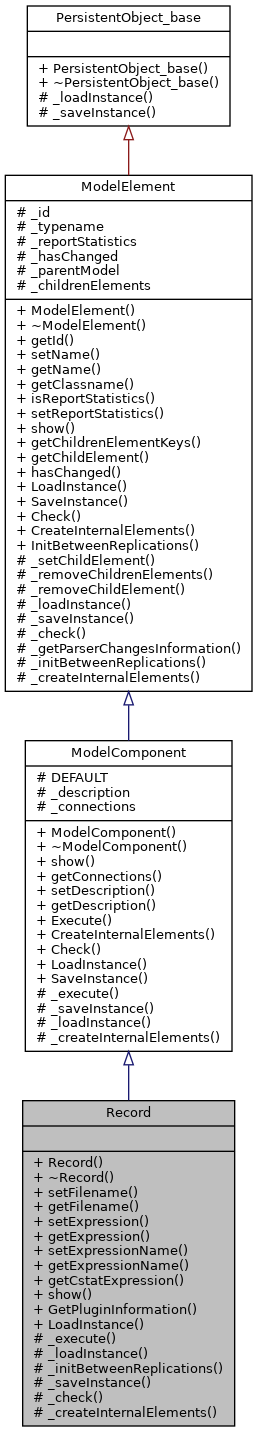 PersistentObject_base
+ PersistentObject_base()
+ ~PersistentObject_base()
# _loadInstance()
# _saveInstance()
ModelElement
# _id
# _typename
# _reportStatistics
# _hasChanged
# _parentModel
# _childrenElements
+ ModelElement()
+ ~ModelElement()
+ getId()
+ setName()
+ getName()
+ getClassname()
+ isReportStatistics()
+ setReportStatistics()
+ show()
+ getChildrenElementKeys()
+ getChildElement()
+ hasChanged()
+ LoadInstance()
+ SaveInstance()
+ Check()
+ CreateInternalElements()
+ InitBetweenReplications()
# _setChildElement()
# _removeChildrenElements()
# _removeChildElement()
# _loadInstance()
# _saveInstance()
# _check()
# _getParserChangesInformation()
# _initBetweenReplications()
# _createInternalElements()
ModelComponent
# DEFAULT
# _description
# _connections
+ ModelComponent()
+ ~ModelComponent()
+ show()
+ getConnections()
+ setDescription()
+ getDescription()
+ Execute()
+ CreateInternalElements()
+ Check()
+ LoadInstance()
+ SaveInstance()
# _execute()
# _saveInstance()
# _loadInstance()
# _createInternalElements()
Record
+ Record()
+ ~Record()
+ setFilename()
+ getFilename()
+ setExpression()
+ getExpression()
+ setExpressionName()
+ getExpressionName()
+ getCstatExpression()
+ show()
+ GetPluginInformation()
+ LoadInstance()
# _execute()
# _loadInstance()
# _initBetweenReplications()
# _saveInstance()
# _check()
# _createInternalElements()